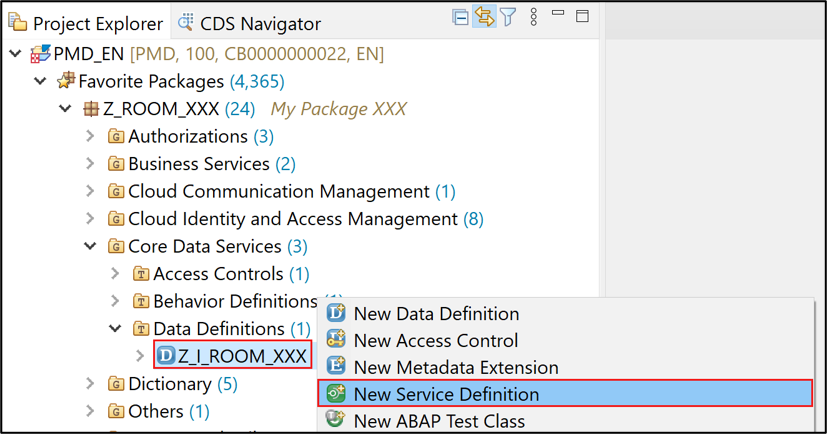 Project Explorer CDS Navigator
PMD_EN [PMD, 100, CB0000000022, EN]
Favorite Packages (4,365)
Z_ROOM_XXX (24) My Package XXX
Authorizations (3)
Business Services (2)
Cloud Communication Management (1)
Cloud Identity and Access Management (8)
Core Data Services (3)
Access Controls (1)
Behavior Definitions
Data Definitions (1)
Z_I_ROOM_XXX
Dictionary (5)
Others (1)
New Data Definition
New Access Control
New Metadata Extension
New Service Definition
New ABAP Test Class